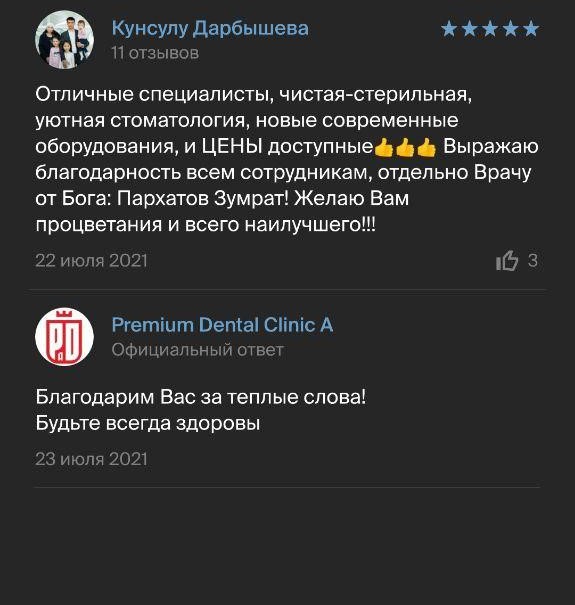 Кунсулу Дарбышева
11 отзывов
Отличные специалисты, чистая-стерильная,
уютная стоматология, новые современные
оборудования, и ЦЕНЫ доступные👍👍👍 Выражаю
благодарность всем сотрудникам, отдельно Врачу
от Бога: Пархатов Зумрат! Желаю Вам
процветания и всего наилучшего!!!
22 июля 2021
3
PD
Premium Dental Clinic A
Официальный ответ
Благодарим Вас за теплые слова!
Будьте всегда здоровы
23 июля 2021